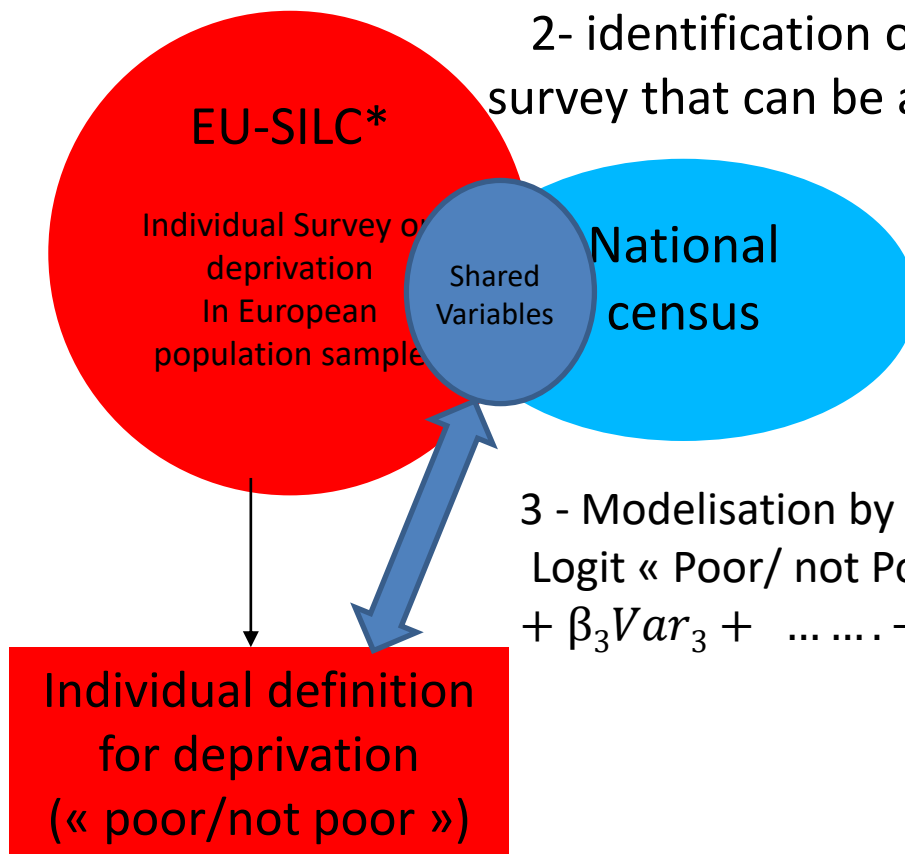 2- identification o
survey that can be a
EU-SILC*
Individual Survey on
deprivation
In European
population sample
Shared
Variables
National
census
3 - Modelisation by
Logit « Poor/ not Po
+ β₃Var₃ + … … . –
Individual definition
for deprivation
(« poor/not poor »)